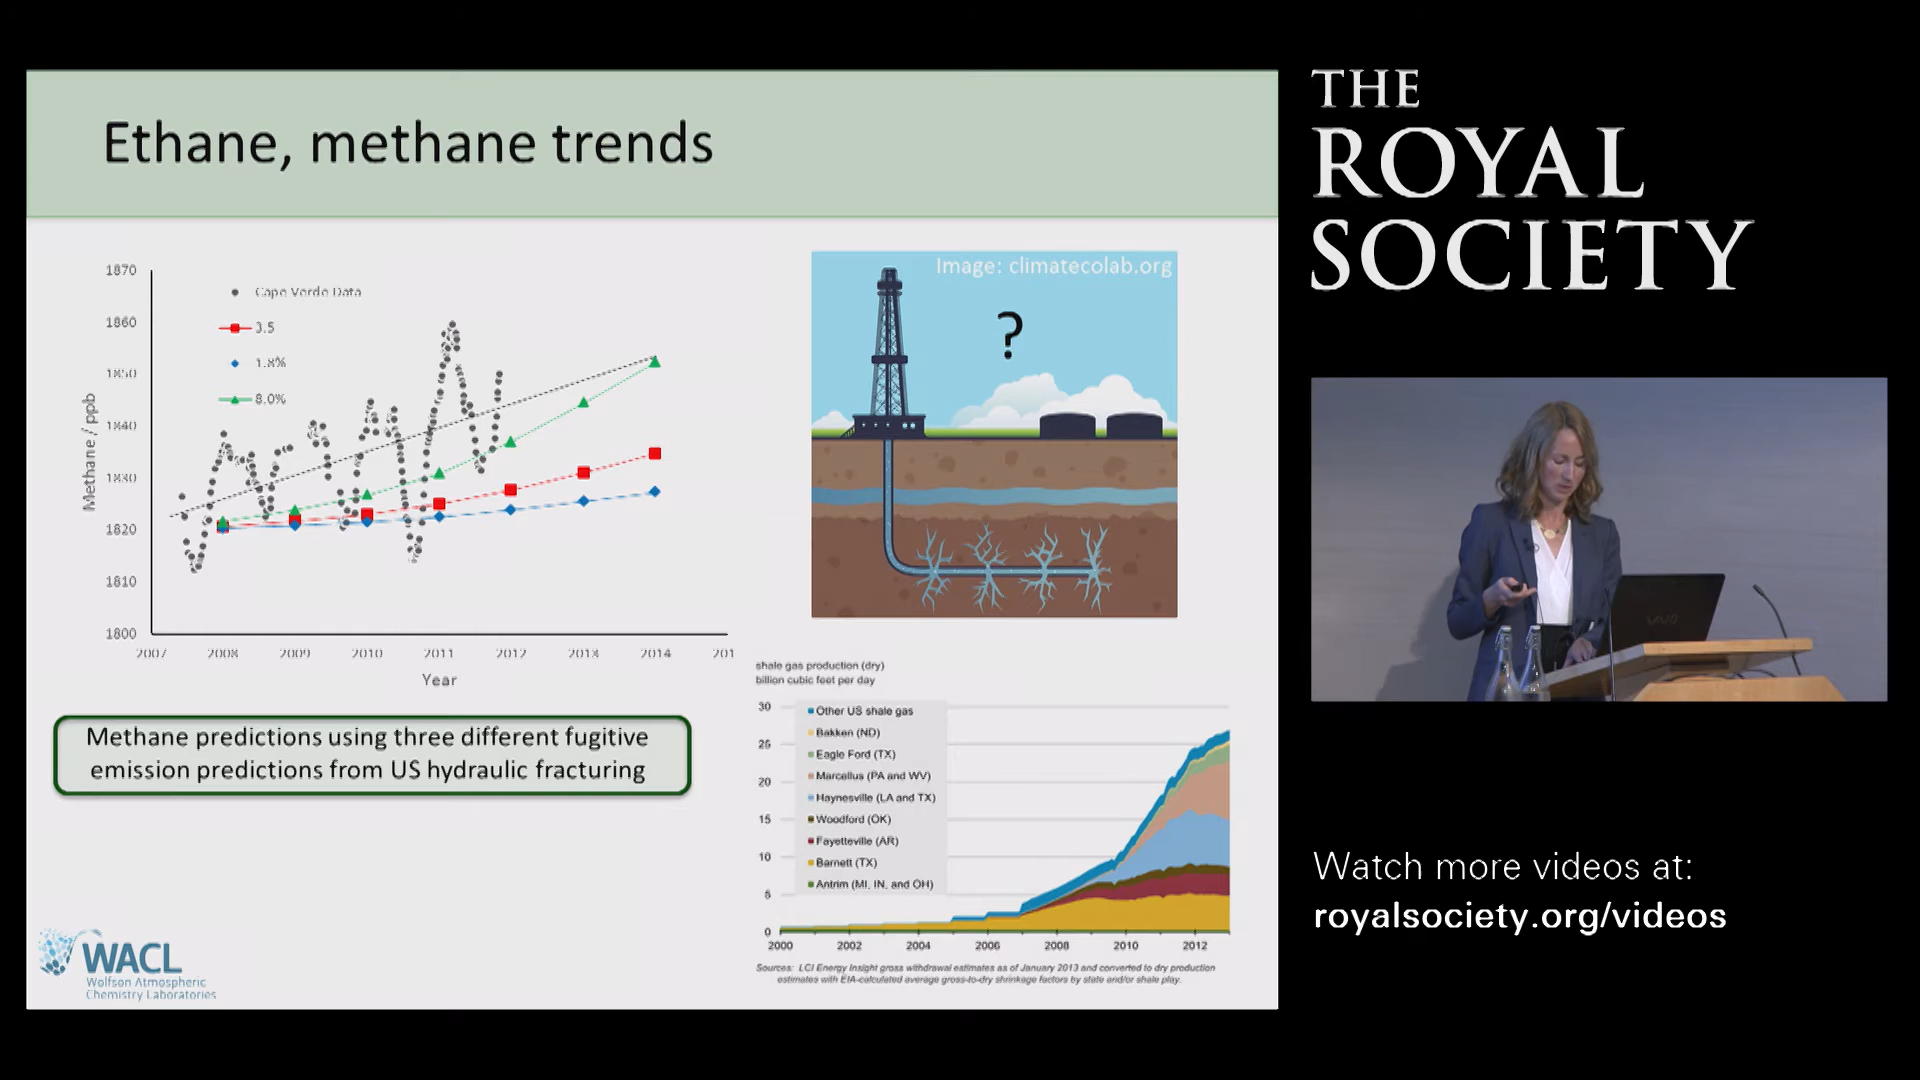 Ethane, methane trends
THE
ROYAL
SOCIETY
Image: climatecolab.org
?
1870
1860
1850
1840
1830
1820
1810
1800
Methane / ppb
Cape Verde Data
3.5
1.8%
8.0%
2007 2008 2009 2010 2011 2012 2013 2014 201
Year
Methane predictions using three different fugitive
emission predictions from US hydraulic fracturing
shale gas production (dry)
billion cubic feet per day
30
25
20
15
10
5
0
Other US shale gas
Bakken (ND)
Eagle Ford (TX)
Marcellus (PA and WV)
Haynesville (LA and TX)
Woodford (OK)
Fayetteville (AR)
Barnett (TX)
Antrim (MI, IN, and OH)
2000 2002 2004 2006 2008 2010 2012
Sources: LCI Energy Insight gross withdrawal estimates as of January 2013 and converted to dry production
estimates with EIA-calculated average gross-to-dry shrinkage factors by state and/or shale play.
WACL
Wolfson Atmospheric
Chemistry Laboratories
VAIO
Watch more videos at:
royalsociety.org/videos